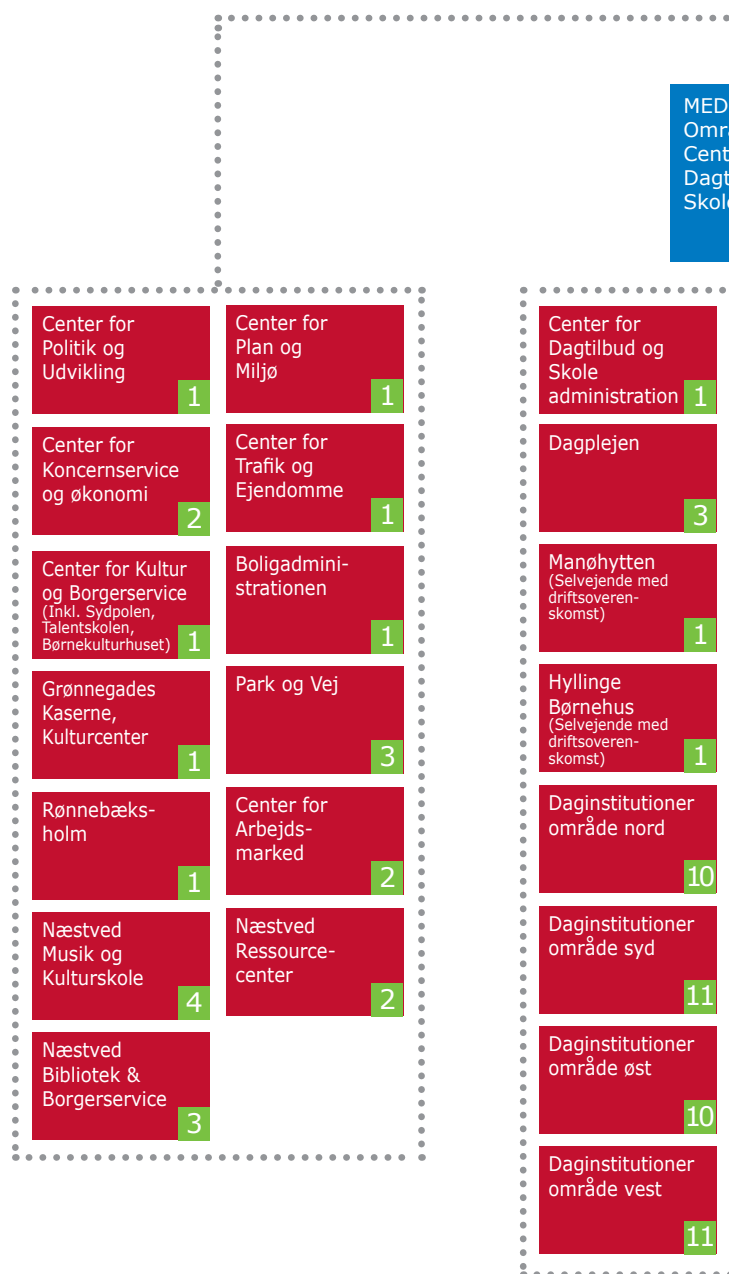 Center for
Politik og
Udvikling
1
Center for
Koncernservice
og økonomi
2
Center for Kultur
og Borgerservice
(Inkl. Sydpolen,
Talentskolen,
Børnekulturhuset)
1
Grønnegades
Kaserne,
Kulturcenter
1
Rønnebæks-
holm
1
Næstved
Musik og
Kulturskole
4
Næstved
Bibliotek &
Borgerservice
3
Center for
Plan og
Miljø
1
Center for
Trafik og
Ejendomme
1
Boligadmini-
strationen
1
Park og Vej
3
Center for
Arbejds-
marked
2
Næstved
Ressource-
center
2
MED
Områ
Cent
Dagt
Skole
Center for
Dagtilbud og
Skole
administration
1
Dagplejen
3
Manøhytten
(Selvejende med
driftsoveren-
skomst)
1
Hyllinge
Børnehus
(Selvejende med
driftsoveren-
skomst)
1
Daginstitutioner
område nord
10
Daginstitutioner
område syd
11
Daginstitutioner
område øst
10
Daginstitutioner
område vest
11